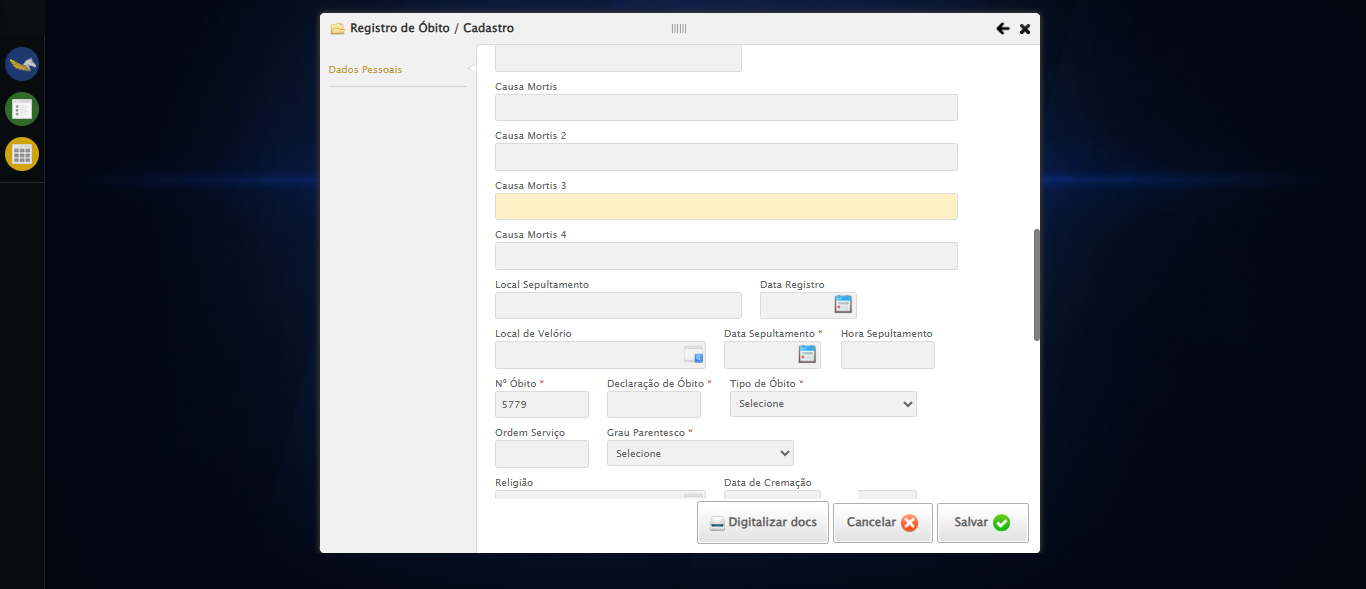 Registro de Óbito / Cadastro
Dados Pessoais
Causa Mortis
Causa Mortis 2
Causa Mortis 3
Causa Mortis 4
Local Sepultamento Data Registro
Local de Velório Data Sepultamento * Hora Sepultamento
Nº Óbito * Declaração de Óbito * Tipo de Óbito *
5779 Selecione
Ordem Serviço Grau Parentesco *
Selecione
Religião Data de Cremação
Digitalizar docs Cancelar Salvar